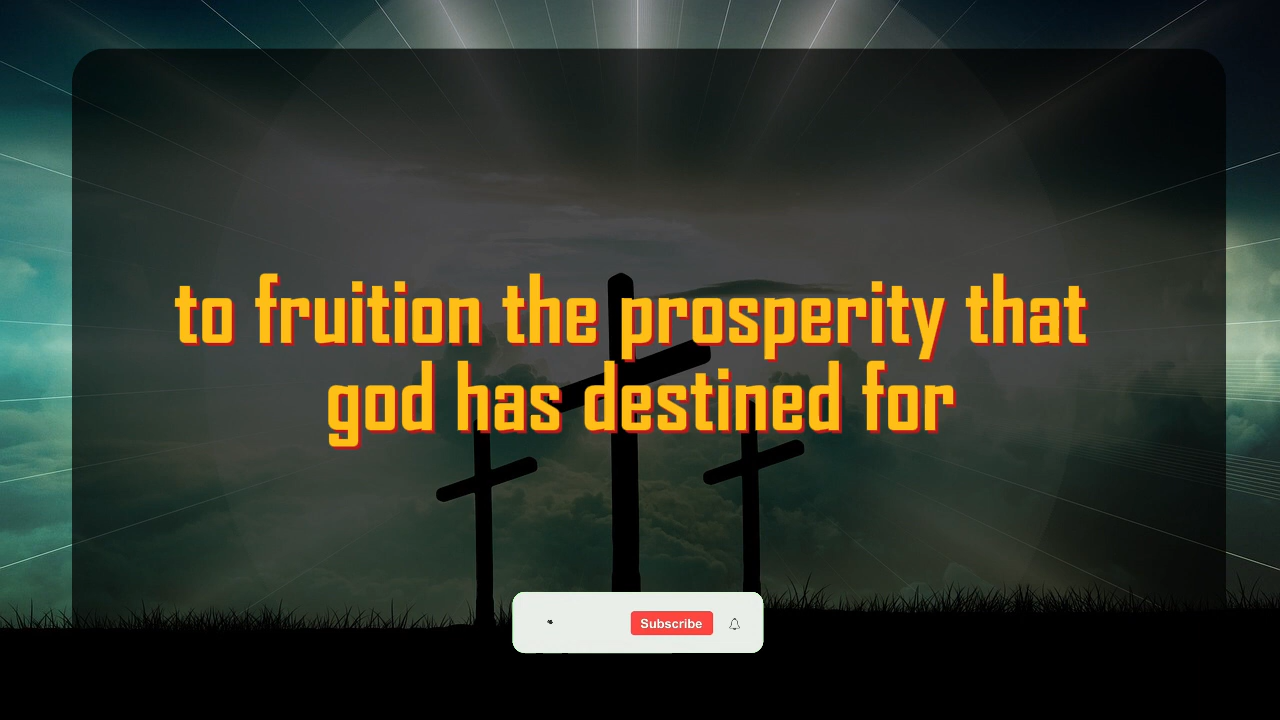 to fruition the prosperity that
god has destined for
Subscribe